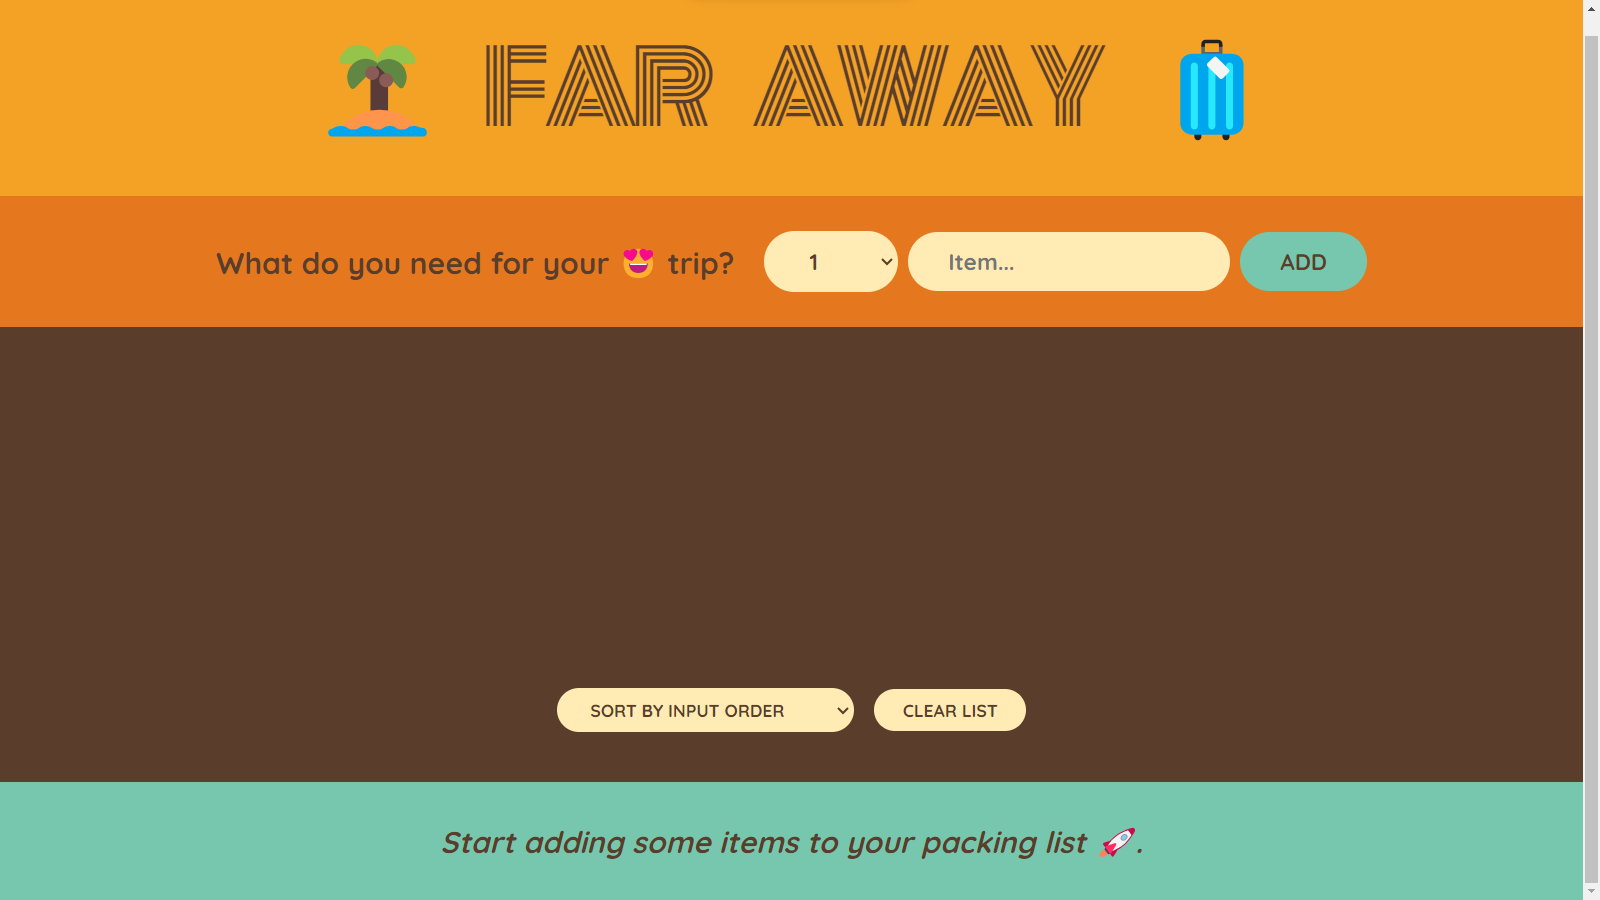 FAR AWAY
What do you need for your 😍 trip?
1
Item...
ADD
SORT BY INPUT ORDER
CLEAR LIST
Start adding some items to your packing list 🚀.